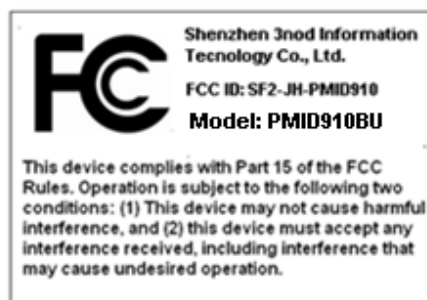 FC
Shenzhen 3nod Information
Tecnology Co., Ltd.
FCC ID: SF2-JH-PMID910
Model: PMID910BU
This device complies with Part 15 of the FCC
Rules. Operation is subject to the following two
conditions: (1) This device may not cause harmful
interference, and (2) this device must accept any
interference received, including interference that
may cause undesired operation.